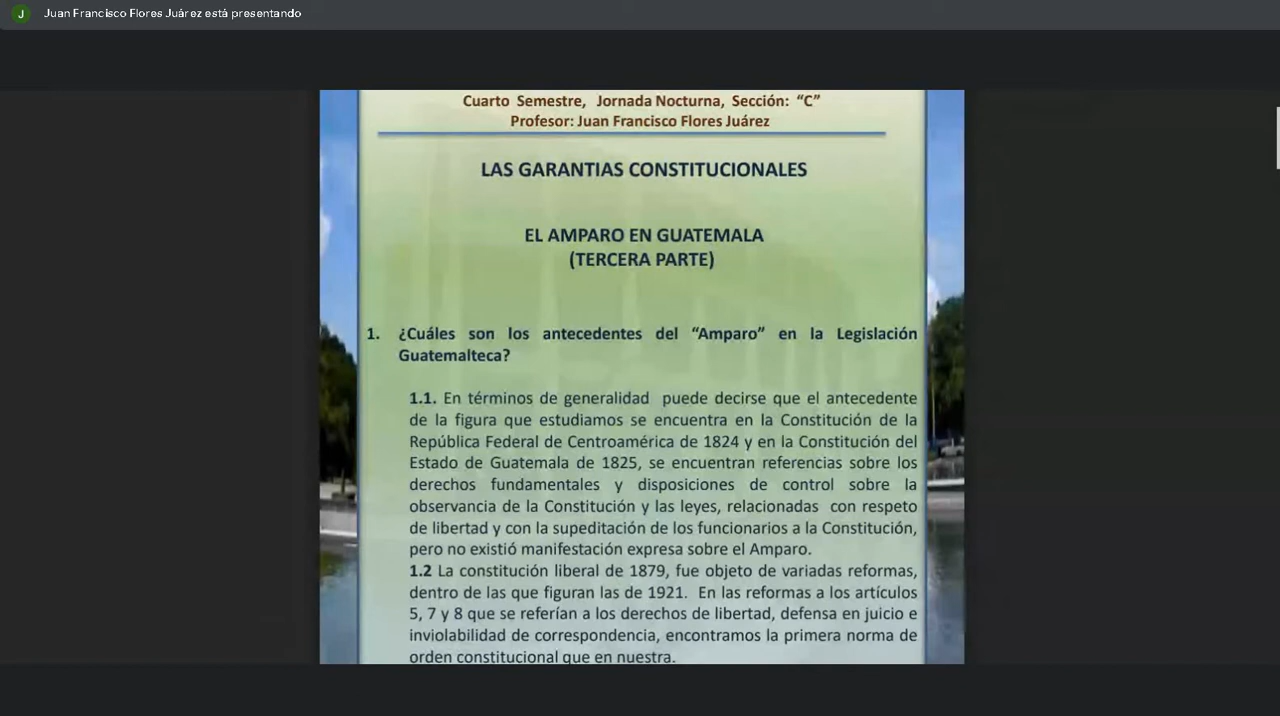 J
Juan Francisco Flores Juárez está presentando
Cuarto Semestre, Jornada Nocturna, Sección: “C”
Profesor: Juan Francisco Flores Juárez
LAS GARANTIAS CONSTITUCIONALES
EL AMPARO EN GUATEMALA
(TERCERA PARTE)
1. ¿Cuáles son los antecedentes del “Amparo” en la Legislación
Guatemalteca?
1.1. En términos de generalidad puede decirse que el antecedente
de la figura que estudiamos se encuentra en la Constitución de la
República Federal de Centroamérica de 1824 y en la Constitución del
Estado de Guatemala de 1825, se encuentran referencias sobre los
derechos fundamentales y disposiciones de control sobre la
observancia de la Constitución y las leyes, relacionadas con respeto
de libertad y con la supeditación de los funcionarios a la Constitución,
pero no existió manifestación expresa sobre el Amparo.
1.2 La constitución liberal de 1879, fue objeto de variadas reformas,
dentro de las que figuran las de 1921. En las reformas a los artículos
5, 7 y 8 que se referían a los derechos de libertad, defensa en juicio e
inviolabilidad de correspondencia, encontramos la primera norma de
orden constitucional que en nuestra.